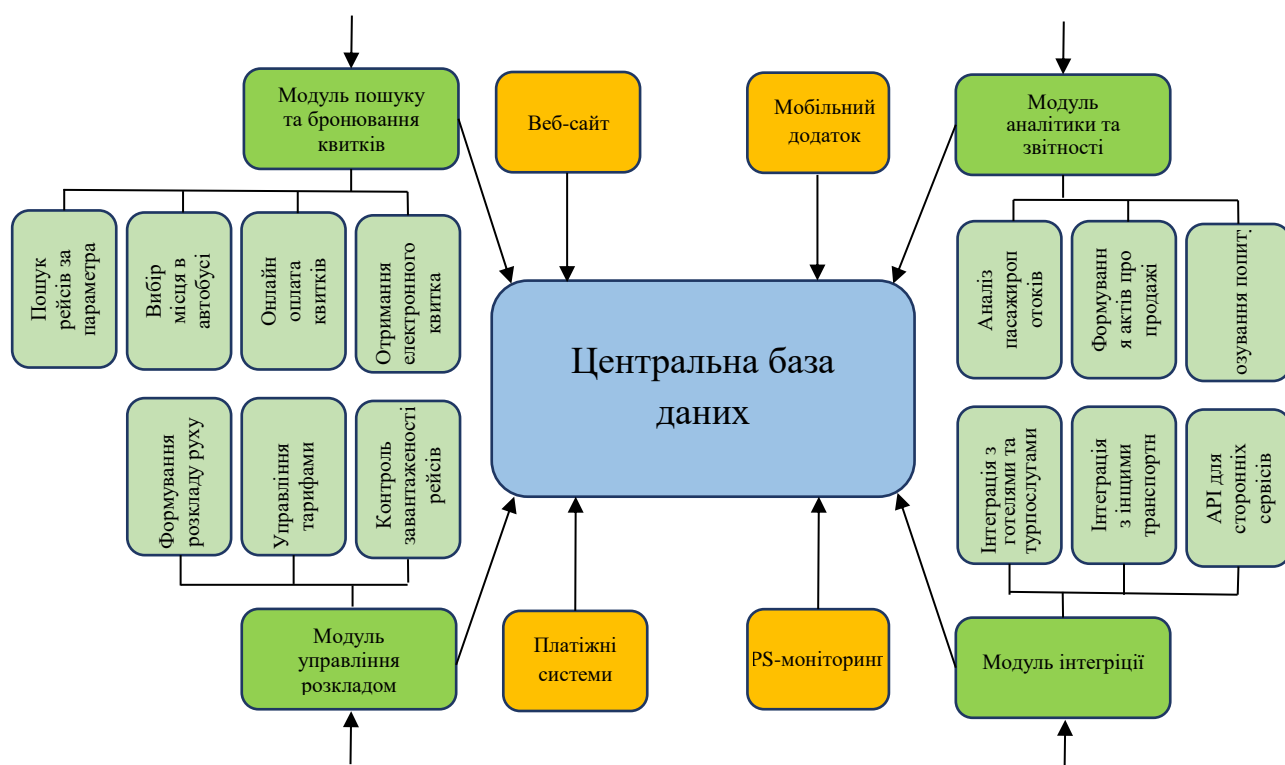 Модуль пошуку
та бронювання
квитків
Веб-сайт
Мобільний
додаток
Модуль
аналітики та
звітності
Пошук
рейсів за
параметра
Вибір
місця в
автобусі
Онлайн
оплата
квитків
Отримання
електронного
квитка
Аналіз
пасажироп
отоків
Формуванн
я актів про
продажі
озування попит
Центральна база
даних
Формування
розкладу руху
Управління
тарифами
Контроль
завантаженості
рейсів
Інтеграція з
готелями та
турпослугами
Інтеграція
з іншими
транспортн
АРІ для
сторонніх
сервісів
Модуль
управління
розкладом
Платіжні
системи
PS-моніторинг
Модуль інтегріції